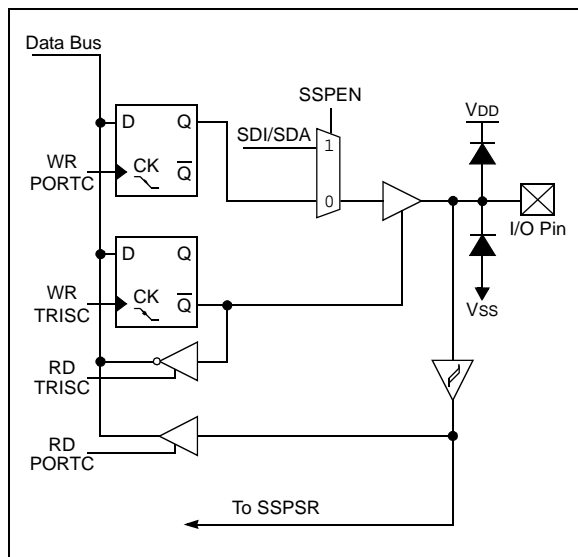 Data Bus
SSPEN
VDD
SDI/SDA
1
D Q
WR
PORTC
CK
Q
0
I/O Pin
D Q
VSS
WR
TRISC
CK
Q
RD
TRISC
RD
PORTC
To SSPSR